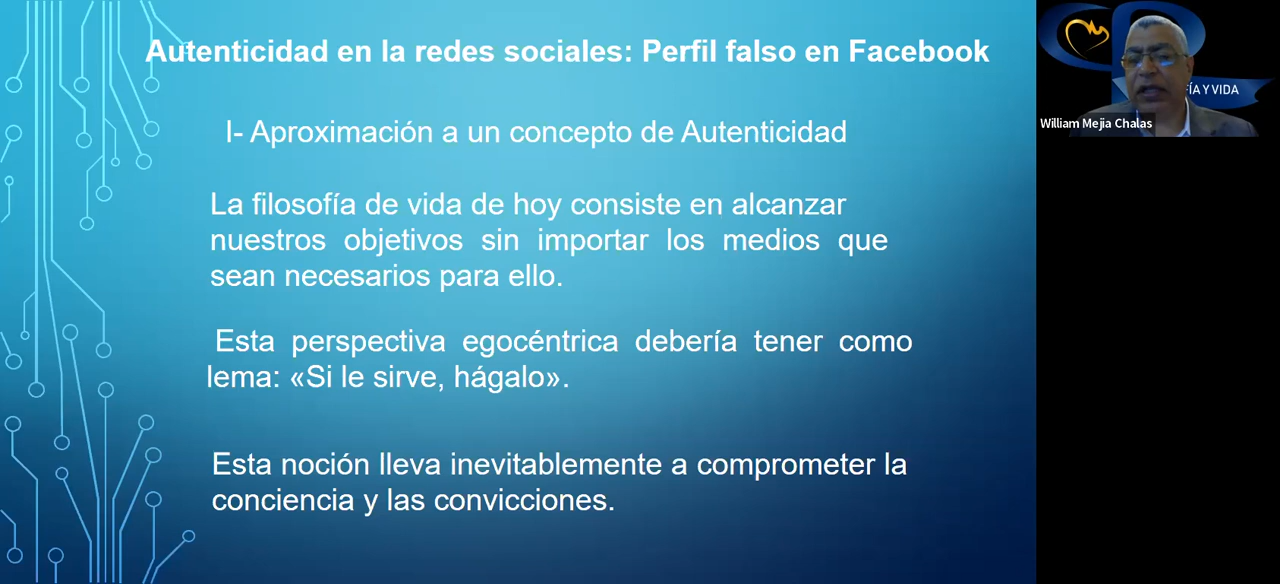 Autenticidad en la redes sociales: Perfil falso en Facebook
I- Aproximación a un concepto de Autenticidad
La filosofía de vida de hoy consiste en alcanzar
nuestros objetivos sin importar los medios que
sean necesarios para ello.
Esta perspectiva egocéntrica debería tener como
lema: «Si le sirve, hágalo».
Esta noción lleva inevitablemente a comprometer la
conciencia y las convicciones.
ÍA Y VIDA
William Mejia Chalas